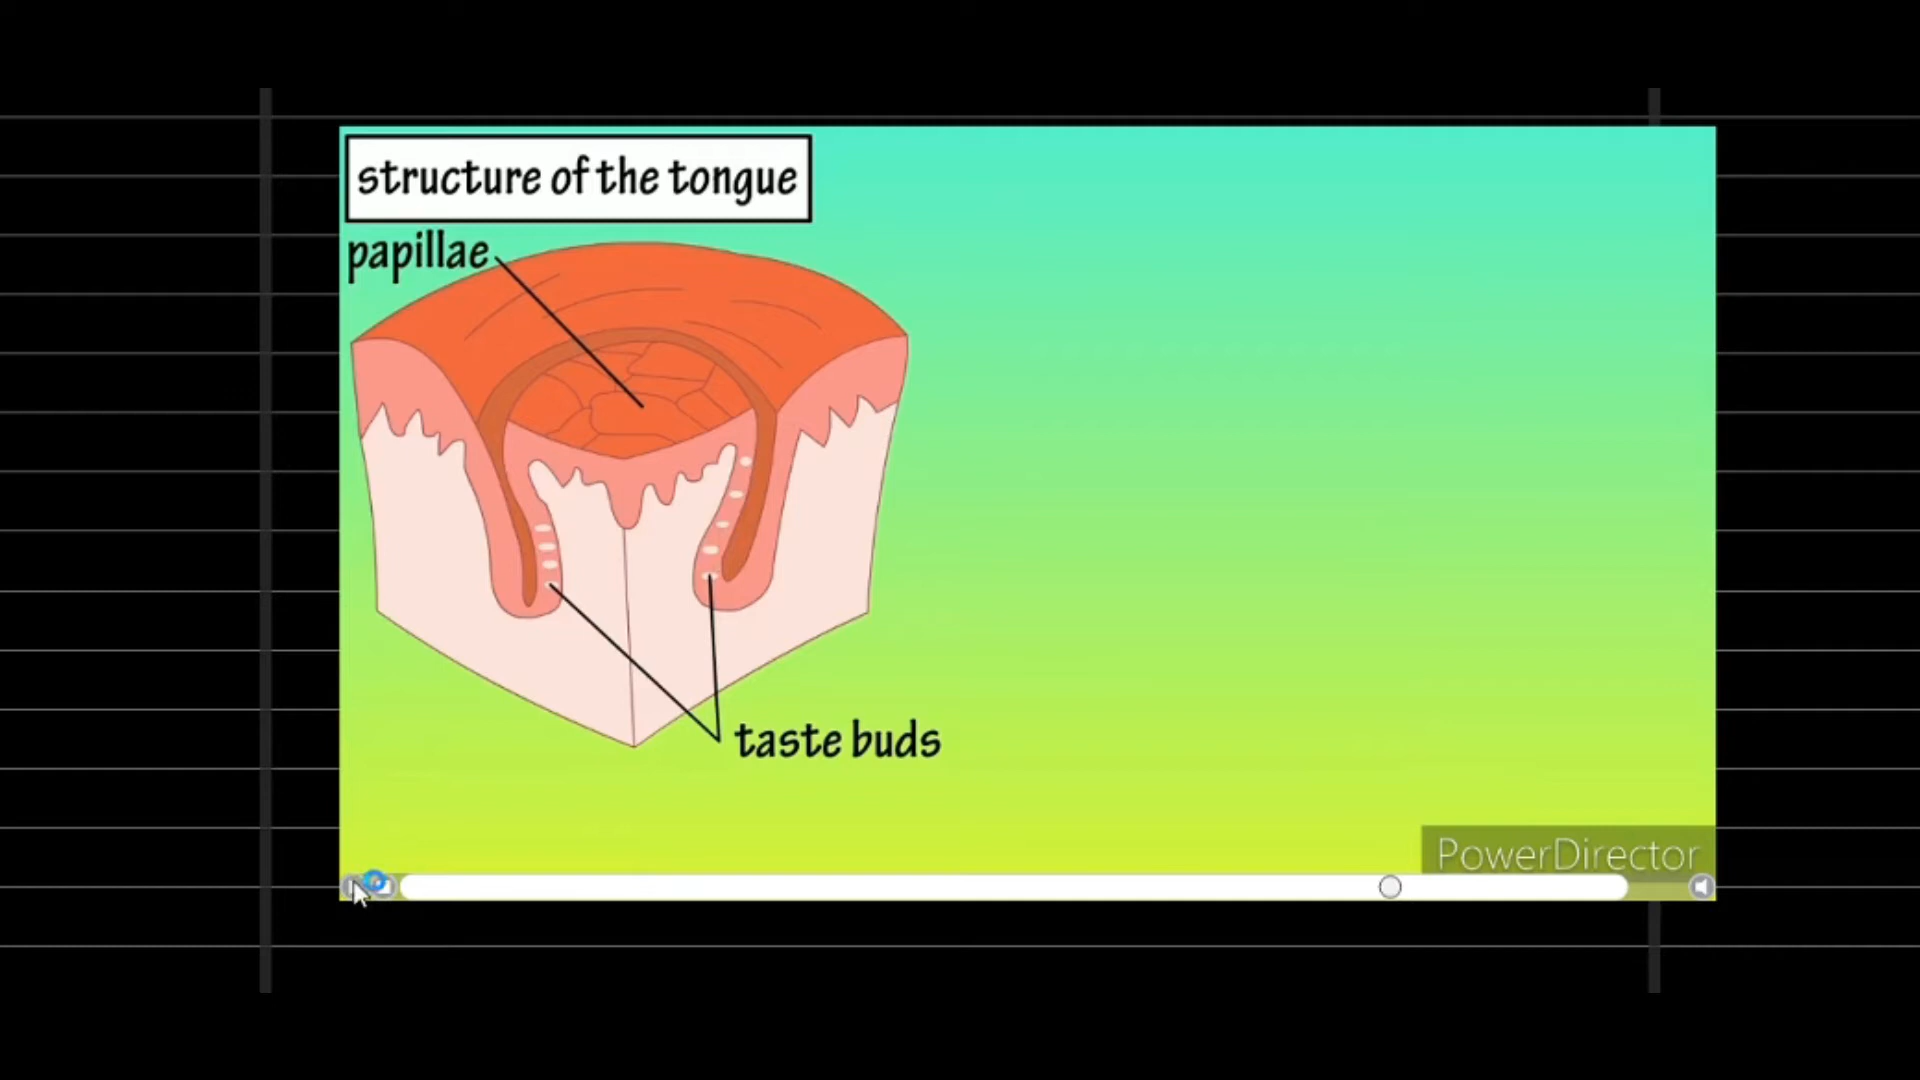 structure of the tongue
papillae
taste buds
PowerDirector